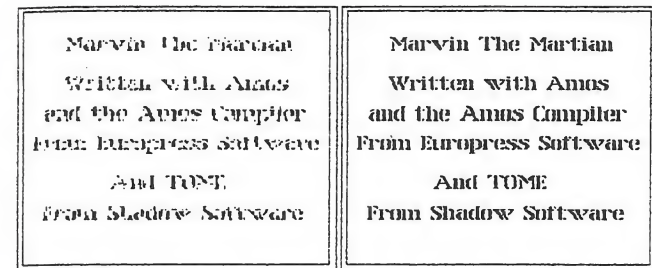 Marvin The Martian
Written with Amos
and the Amos Compiler
From Europress Software
And TOME
From Shadow Software
Marvin The Martian
Written with Amos
and the Amos Compiler
From Europress Software
And TOME
From Shadow Software